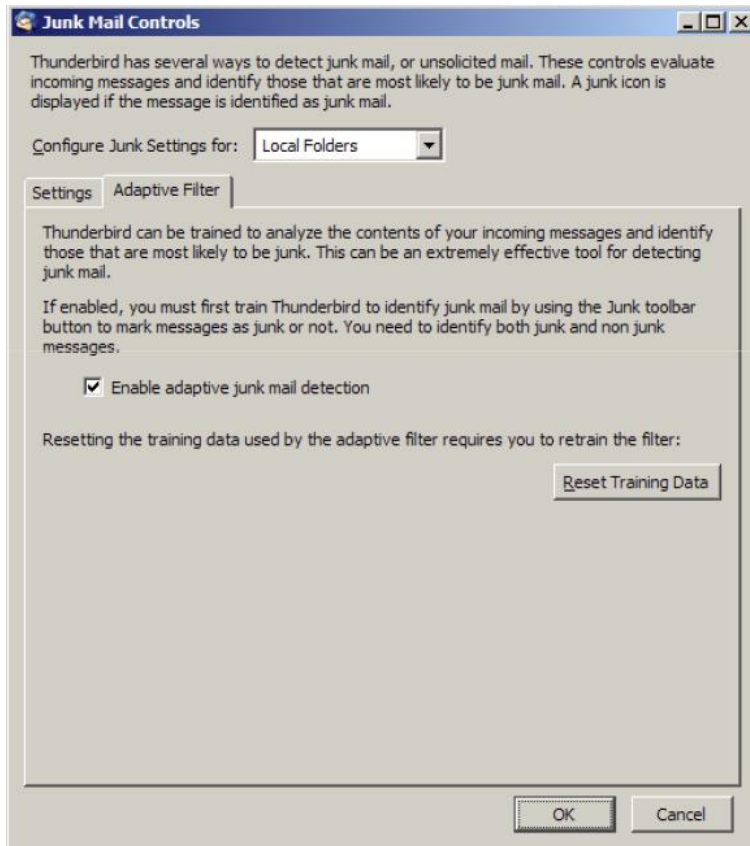 Junk Mail Controls
Thunderbird has several ways to detect junk mail, or unsolicited mail. These controls evaluate
incoming messages and identify those that are most likely to be junk mail. A junk icon is
displayed if the message is identified as junk mail.
Configure Junk Settings for: Local Folders
Settings Adaptive Filter
Thunderbird can be trained to analyze the contents of your incoming messages and identify
those that are most likely to be junk. This can be an extremely effective tool for detecting
junk mail.
If enabled, you must first train Thunderbird to identify junk mail by using the Junk toolbar
button to mark messages as junk or not. You need to identify both junk and non junk
messages.
Enable adaptive junk mail detection
Resetting the training data used by the adaptive filter requires you to retrain the filter:
Reset Training Data
OK Cancel